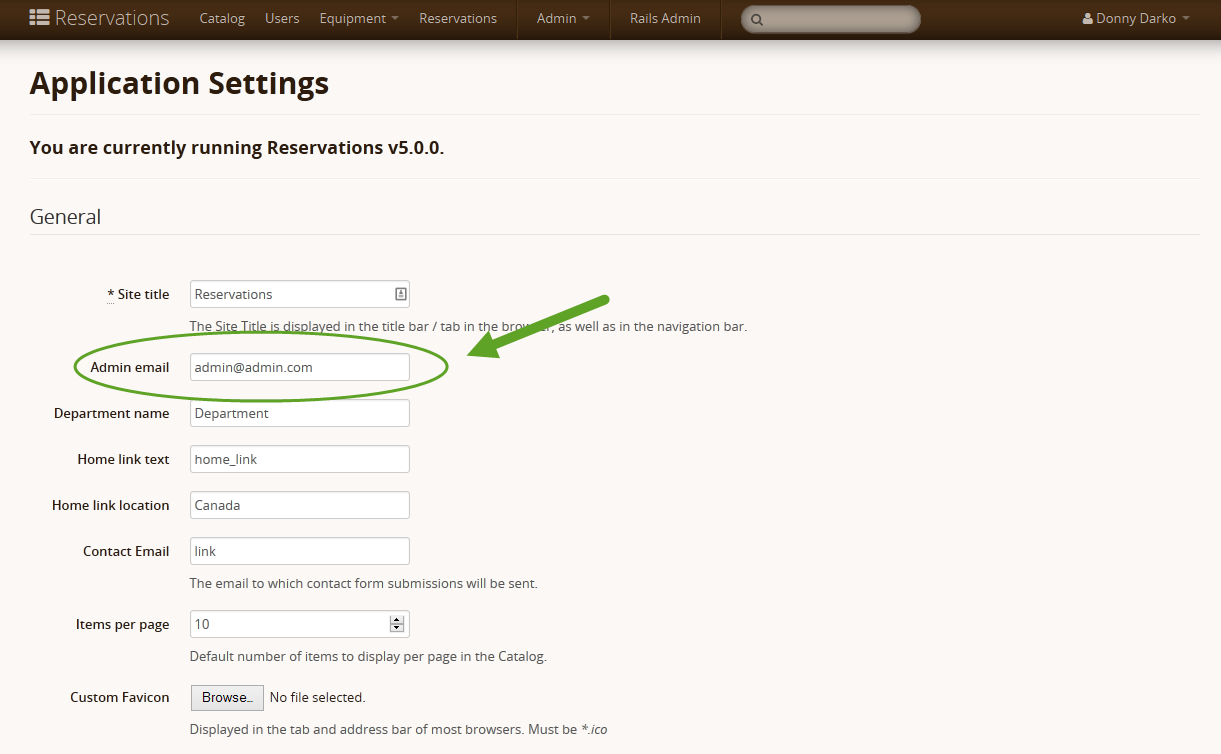 Reservations Catalog Users Equipment Reservations Admin Rails Admin Donny Darko
Application Settings
You are currently running Reservations v5.0.0.
General
* Site title Reservations
The Site Title is displayed in the title bar / tab in the browser, as well as in the navigation bar.
Admin email admin@admin.com
Department name Department
Home link text home_link
Home link location Canada
Contact Email link
The email to which contact form submissions will be sent.
Items per page 10
Default number of items to display per page in the Catalog.
Custom Favicon Browse... No file selected.
Displayed in the tab and address bar of most browsers. Must be *.ico